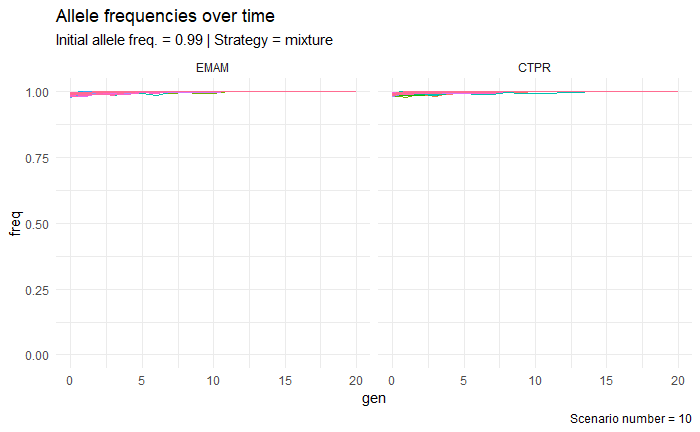 Allele frequencies over time
Initial allele freq. = 0.99 | Strategy = mixture
EMAM
CTPR
1.00
0.75
0.50
0.25
0.00
freq
0 5 10 15 20
0 5 10 15 20
gen
Scenario number = 10